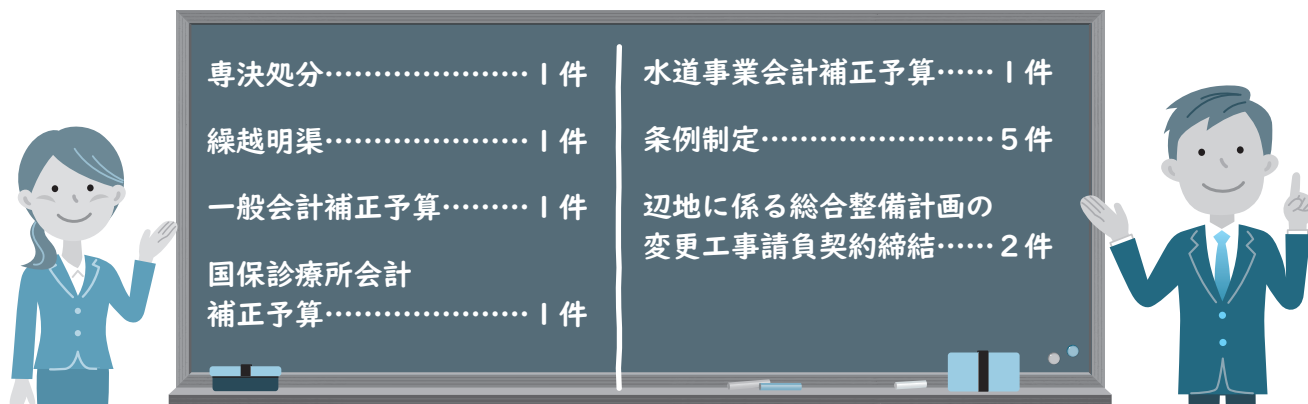 専決処分…………………1件
繰越明渠…………………1件
一般会計補正予算………1件
国保診療所会計
補正予算…………………1件
水道事業会計補正予算……1件
条例制定……………………5件
辺地に係る総合整備計画の
変更工事請負契約締結……2件